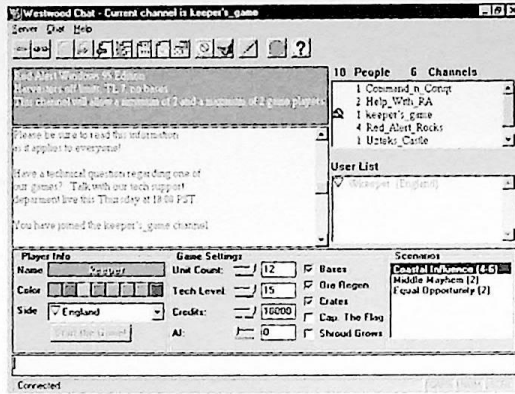 Westwood Chat - Current channel is keeper's_game
Server Chat Help
Red Alert Windows 95 Edition
Harvesters off limits, TL 7, no bases
This channel will allow a minimum of 2 and a maximum of 2 game players
Please be sure to read this information
as it applies to everyone!
Have a technical question regarding one of
our games? Talk with our tech support
deparment live this Thursday at 18:00 PST
You have joined the keeper's_game channel
10 People 6 Channels
1 Command_n_Conqt
2 Help_With_RA
1 keeper's_game
4 Red_Alert_Rocks
1 Uzteks_Castle
User List
(England)
Player Info
Name keeper
Color
Side England
Start the Game!
Game Settings
Unit Count: 12
Tech Level: 15
Credits: 10000
AI: 0
Bases
Ore Regen
Crates
Cap. The Flag
Shroud Grows
Scenarios
Coastal Influence (4-6)
Middle Mayhem (2)
Equal Opportunity (2)
Connected